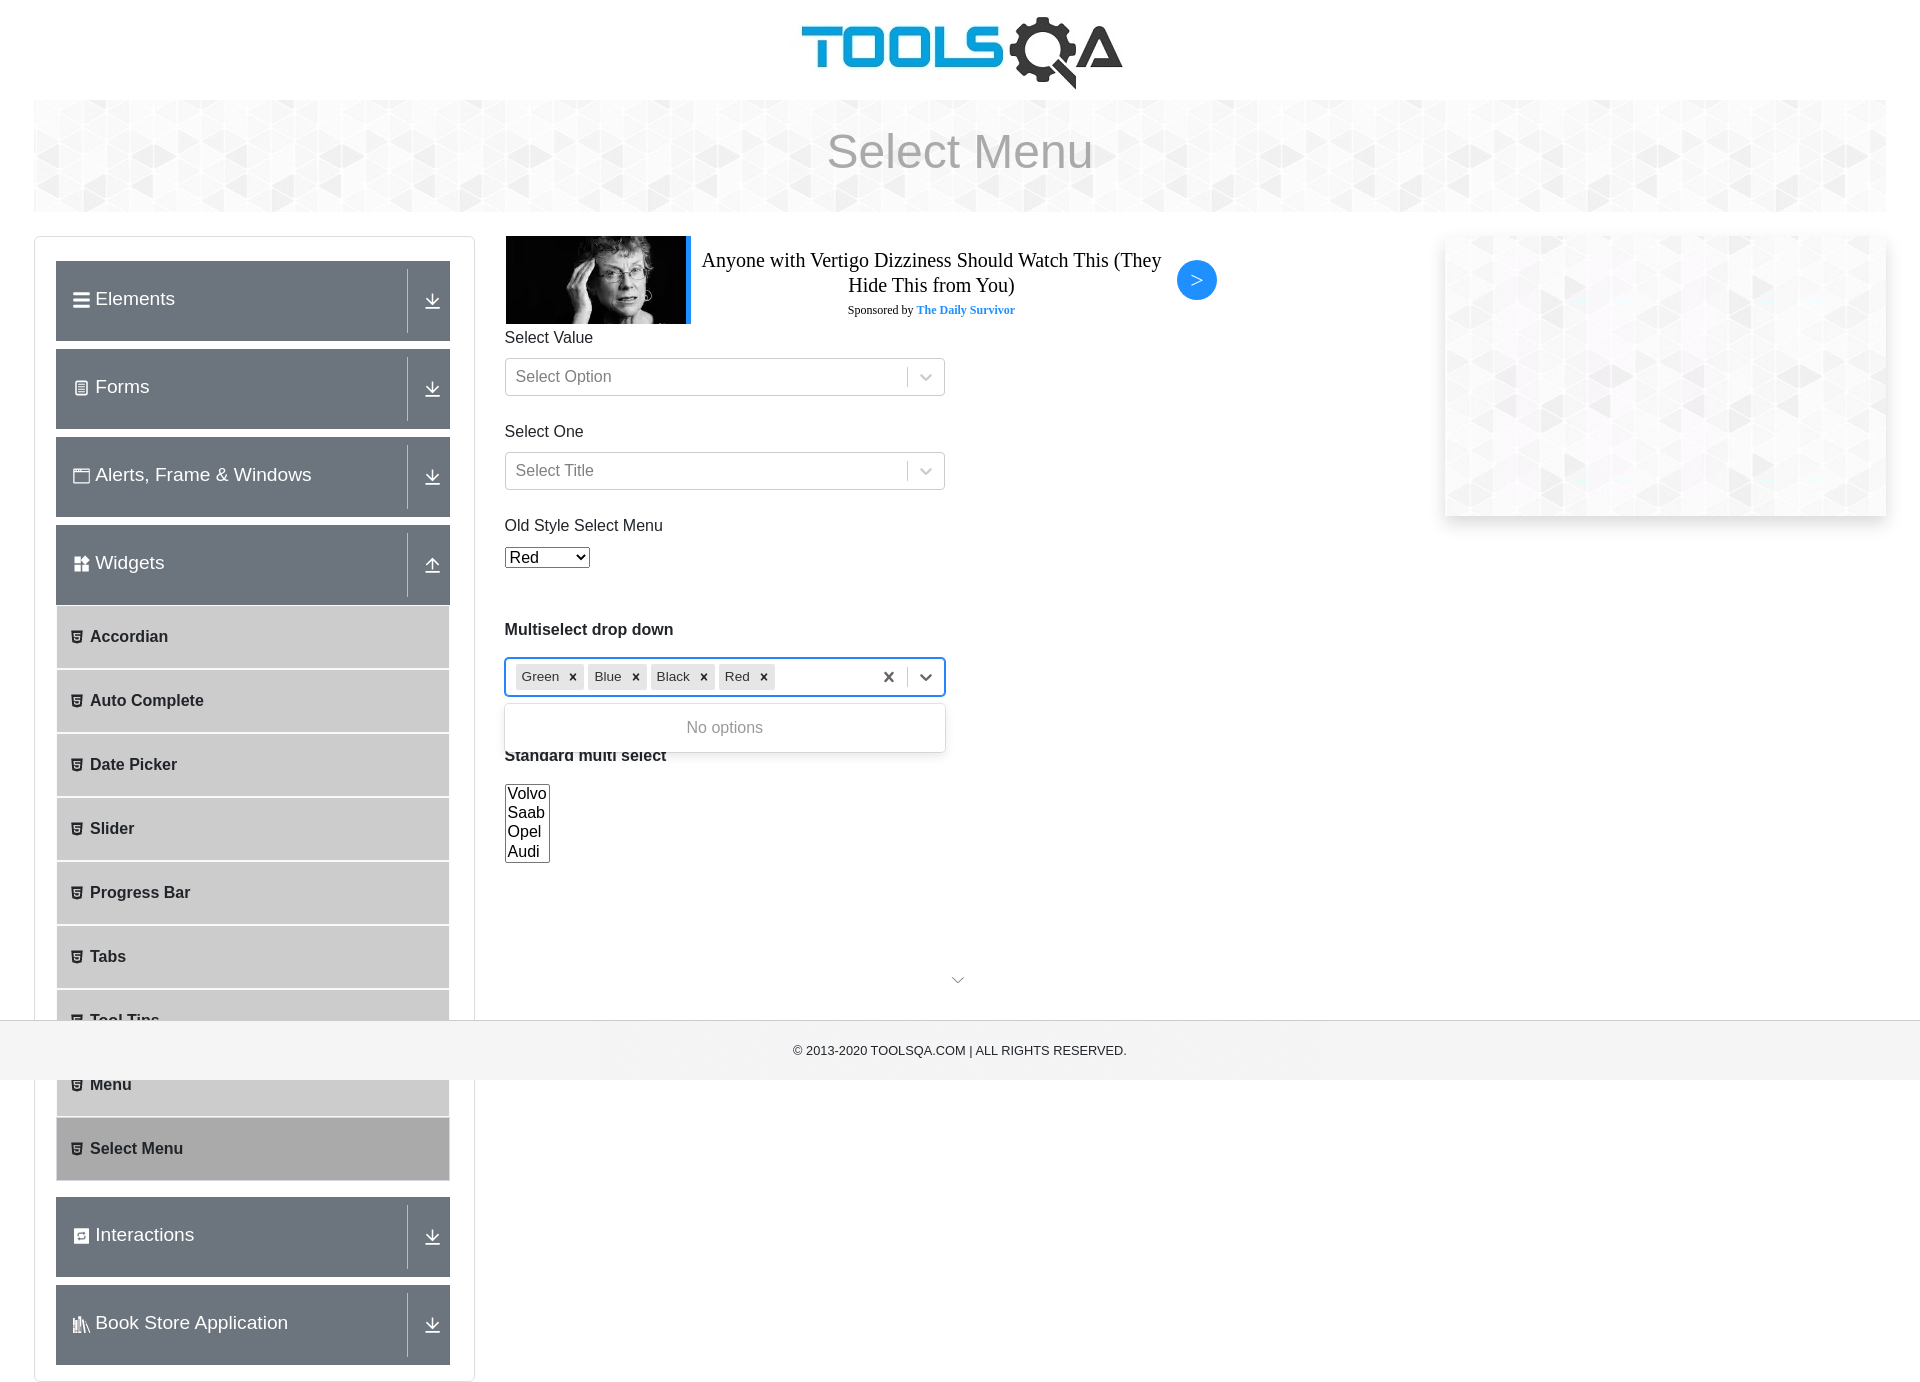 TOOLSQA
Select Menu
Elements
Forms
Alerts, Frame & Windows
Widgets
Accordian
Auto Complete
Date Picker
Slider
Progress Bar
Tabs
Tool Tips
Menu
Select Menu
Interactions
Book Store Application
Anyone with Vertigo Dizziness Should Watch This (They
Hide This from You)
Sponsored by The Daily Survivor
>
Select Value
Select Option
Select One
Select Title
Old Style Select Menu
Red
Multiselect drop down
Green Blue Black Red
No options
Standard multi select
Volvo
Saab
Opel
Audi
© 2013-2020 TOOLSQA.COM | ALL RIGHTS RESERVED.